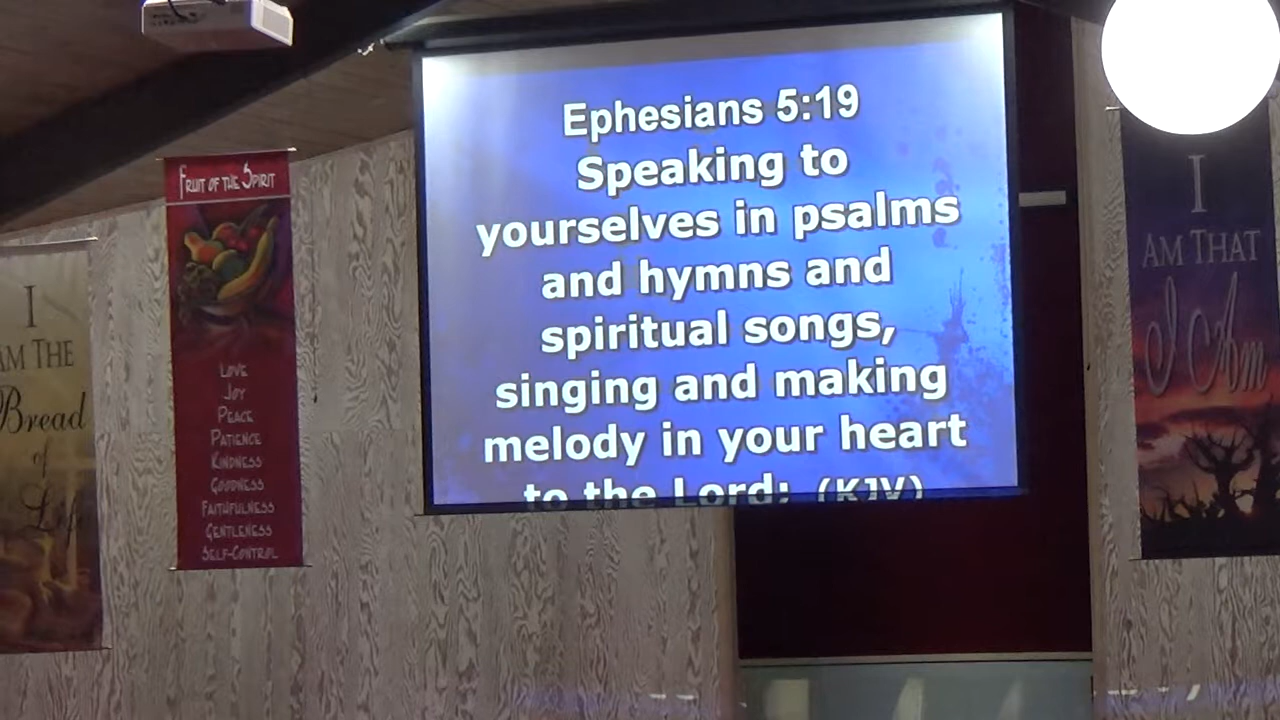 Ephesians 5:19
Speaking to
yourselves in psalms
and hymns and
spiritual songs,
singing and making
melody in your heart
to the Lord; (KJV)
FRUIT OF THE SPIRIT
LOVE
JOY
PEACE
PATIENCE
KINDNESS
GOODNESS
FAITHFULNESS
GENTLENESS
SELF-CONTROL
I
AM THE
Bread
of
Life
I
AM THAT
I Am